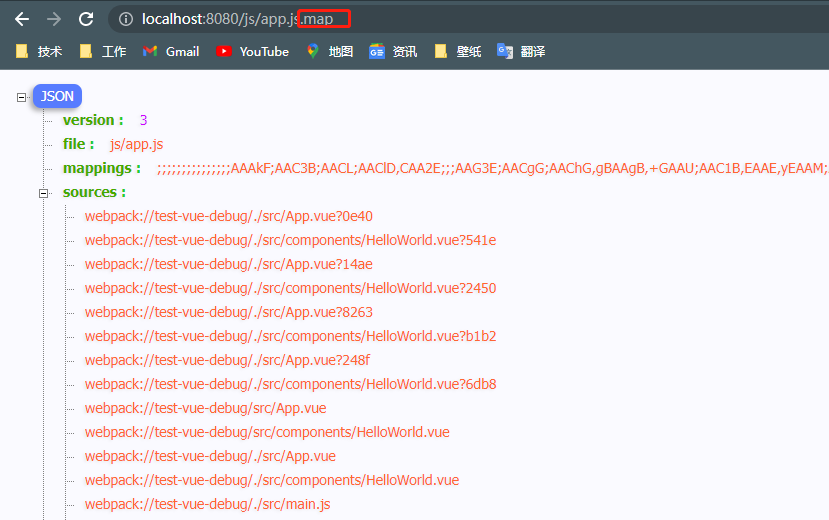 localhost:8080/js/app.js.map
技术 工作 Gmail YouTube 地图 资讯 壁纸 翻译
JSON
version : 3
file : js/app.js
mappings : ;;;;;;;;;;;;;;;AAAkF;AAC3B;AACL;AAClD,CAA2E;;;AAG3E;AACgG;AAChG,gBAAgB,+GAAU;AAC1B,EAAE,yEAAM;
sources :
webpack://test-vue-debug/./src/App.vue?0e40
webpack://test-vue-debug/./src/components/HelloWorld.vue?541e
webpack://test-vue-debug/./src/App.vue?14ae
webpack://test-vue-debug/./src/components/HelloWorld.vue?2450
webpack://test-vue-debug/./src/App.vue?8263
webpack://test-vue-debug/./src/components/HelloWorld.vue?b1b2
webpack://test-vue-debug/./src/App.vue?248f
webpack://test-vue-debug/./src/components/HelloWorld.vue?6db8
webpack://test-vue-debug/src/App.vue
webpack://test-vue-debug/src/components/HelloWorld.vue
webpack://test-vue-debug/./src/App.vue
webpack://test-vue-debug/./src/components/HelloWorld.vue
webpack://test-vue-debug/./src/main.js